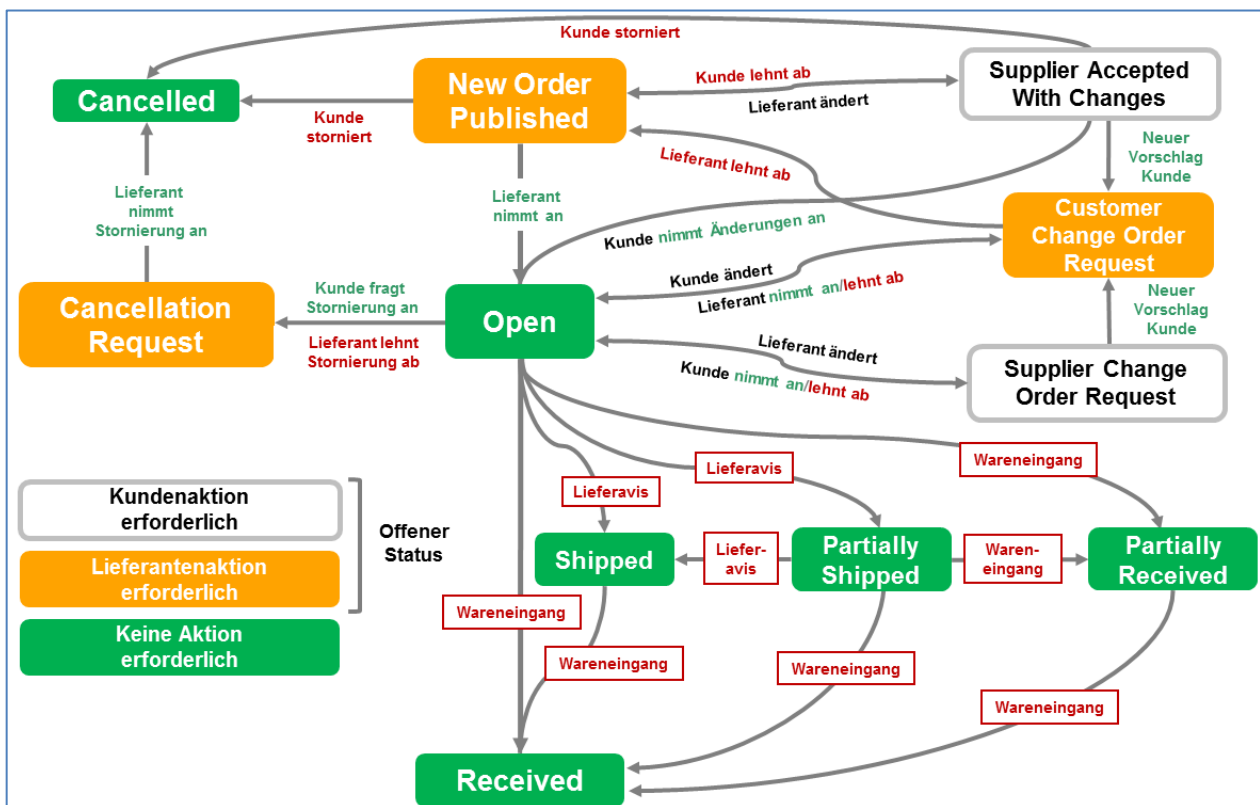 Kunde storniert
Cancelled
New Order
Published
Kunde lehnt ab
Lieferant ändert
Supplier Accepted
With Changes
Kunde
storniert
Lieferant lehnt ab
Neuer
Vorschlag
Kunde
Lieferant
nimmt
Stornierung an
Lieferant
nimmt an
Kunde nimmt Änderungen an
Customer
Change Order
Request
Kunde ändert
Lieferant nimmt an/lehnt ab
Cancellation
Request
Kunde fragt
Stornierung an
Lieferant lehnt
Stornierung ab
Open
Neuer
Vorschlag
Kunde
Lieferant ändert
Kunde nimmt an/lehnt ab
Supplier Change
Order Request
Wareneingang
Lieferavis
Lieferavis
Kundenaktion
erforderlich
Lieferantenaktion
erforderlich
Keine Aktion
erforderlich
Offener
Status
Shipped
Liefer-
avis
Partially
Shipped
Waren-
eingang
Partially
Received
Wareneingang
Wareneingang
Wareneingang
Wareneingang
Received